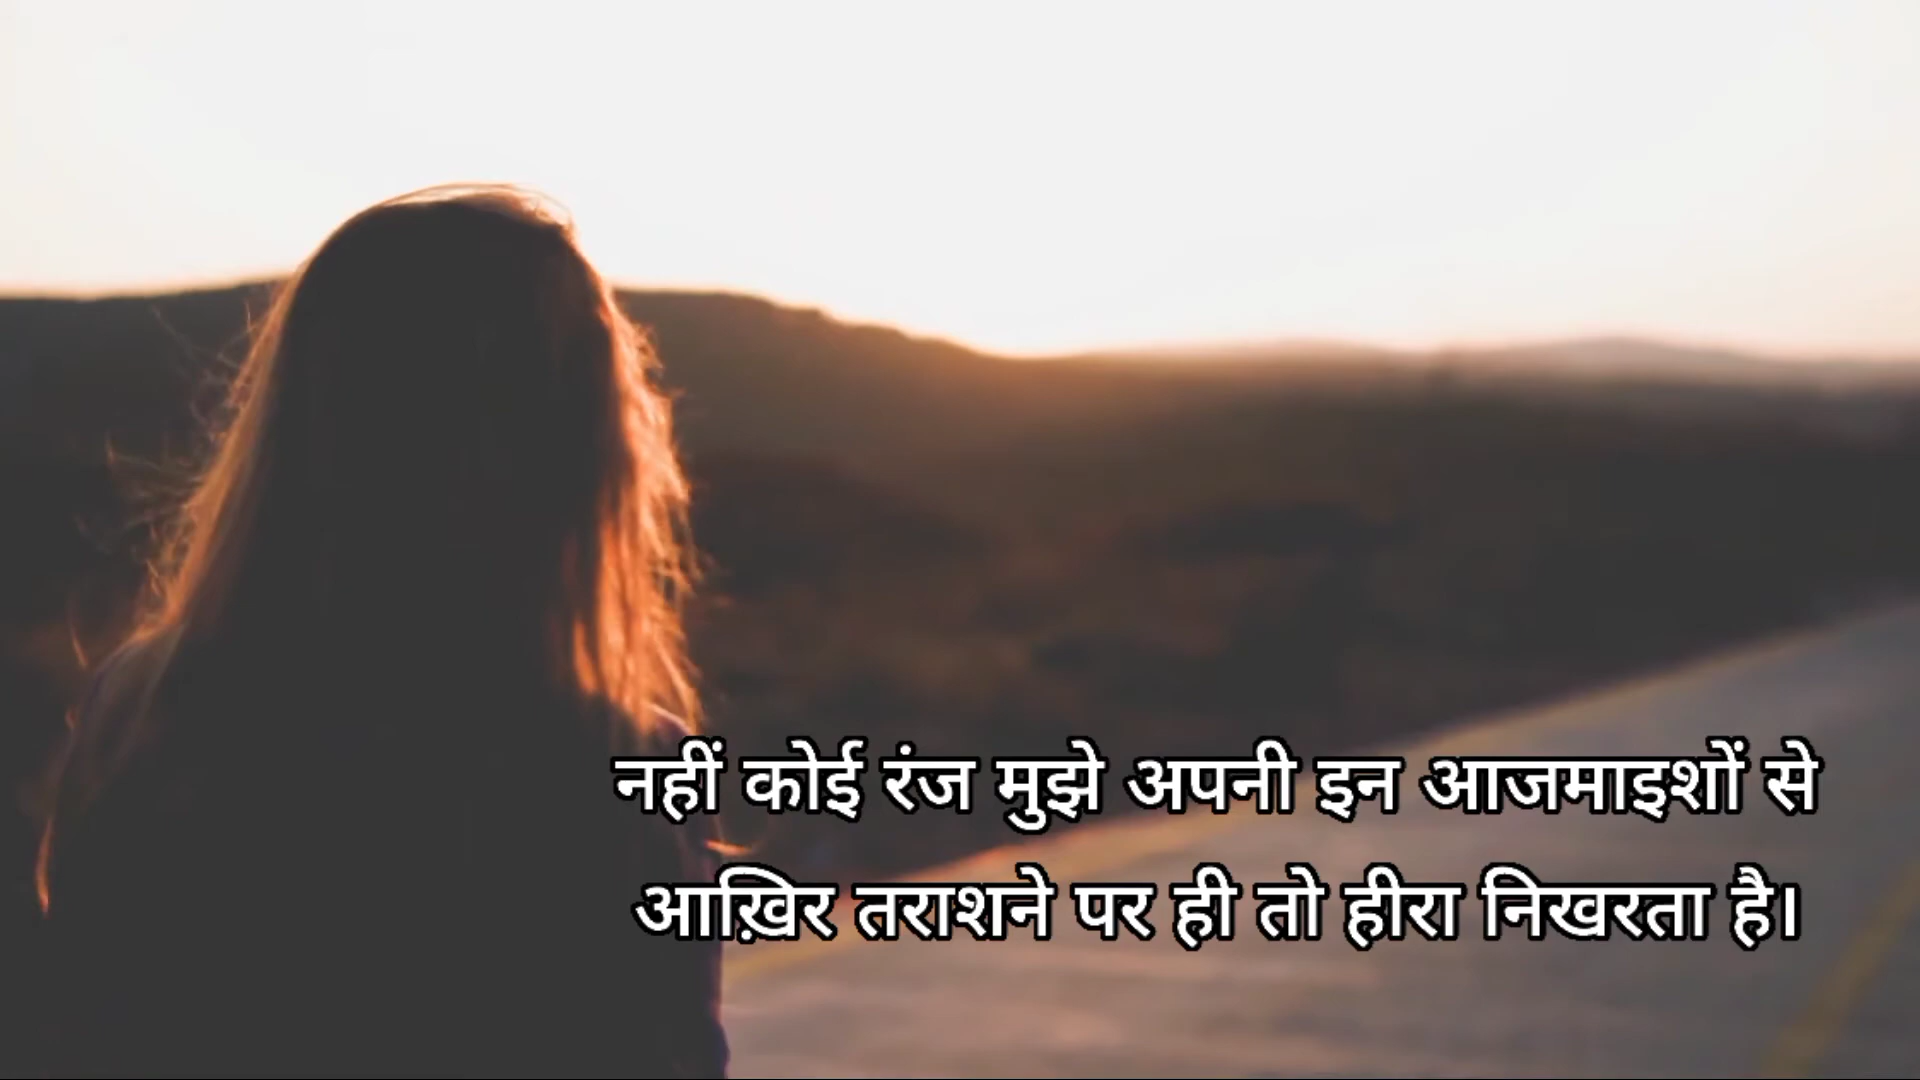 नहीं कोई रंज मुझे अपनी इन आजमाइशों से
आख़िर तराशने पर ही तो हीरा निखरता है।